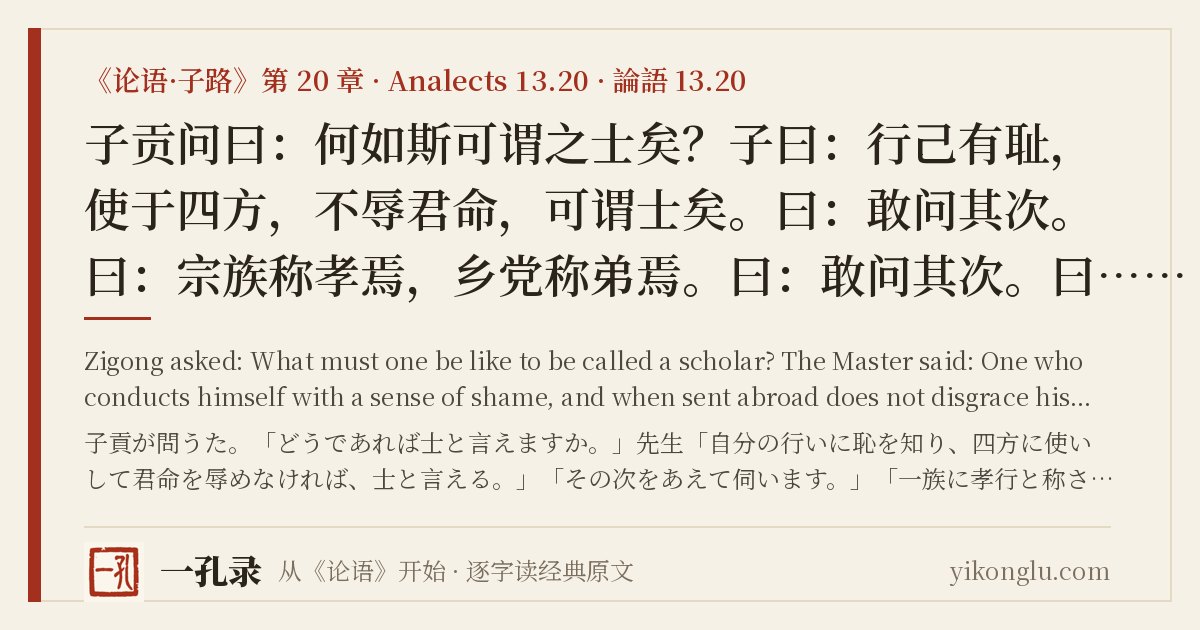 《论语·子路》第 20 章 · Analects 13.20 · 論語 13.20
子贡问曰：何如斯可谓之士矣？子曰：行己有耻，
使于四方，不辱君命，可谓士矣。曰：敢问其次。
曰：宗族称孝焉，乡党称弟焉。曰：敢问其次。曰……
Zigong asked: What must one be like to be called a scholar? The Master said: One who
conducts himself with a sense of shame, and when sent abroad does not disgrace his...
子貢が問うた。「どうであれば士と言えますか。」先生「自分の行いに恥を知り、四方に使い
して君命を辱めなければ、士と言える。」「その次をあえて伺います。」「一族に孝行と称さ…
一孔
一孔录 从《论语》开始 · 逐字读经典原文 yikonglu.com